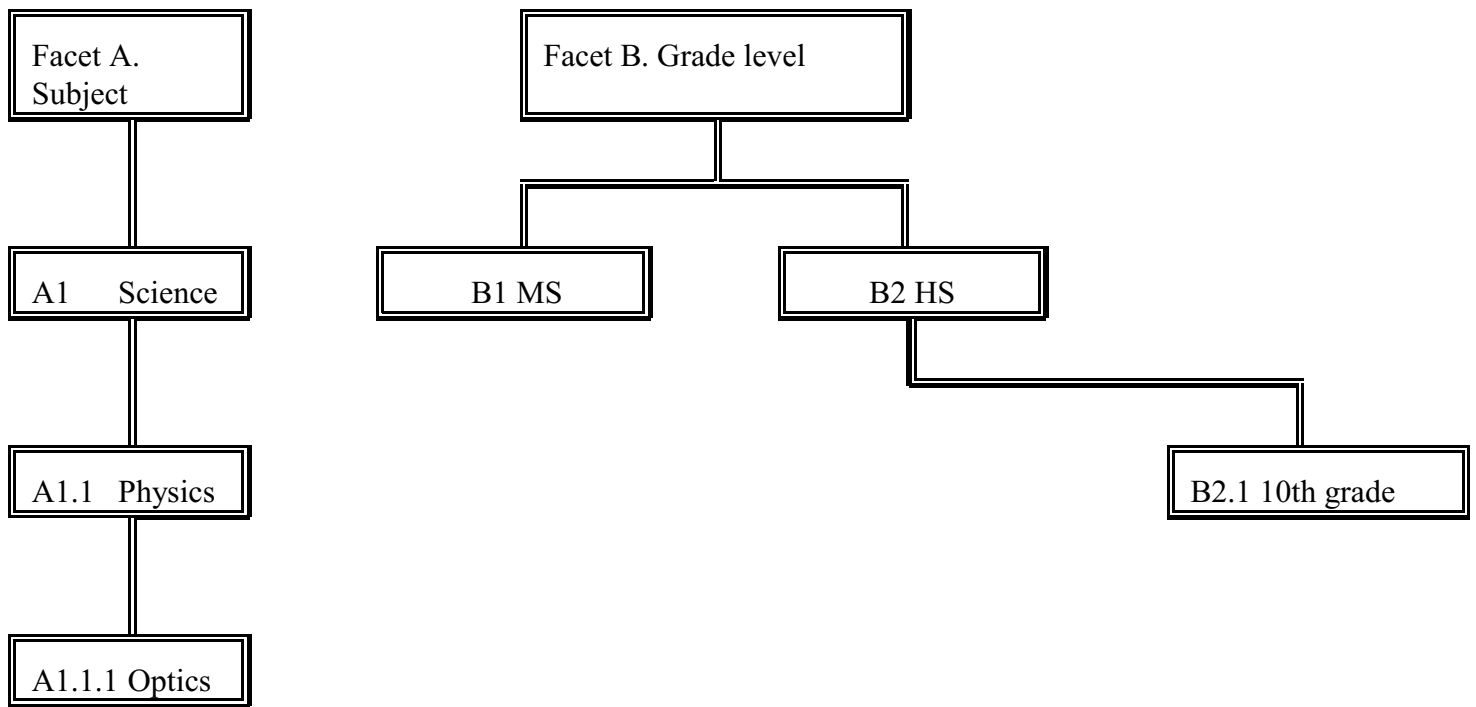 Facet A.
Subject
Facet B. Grade level
A1 Science
B1 MS
B2 HS
A1.1 Physics
B2.1 10th grade
A1.1.1 Optics